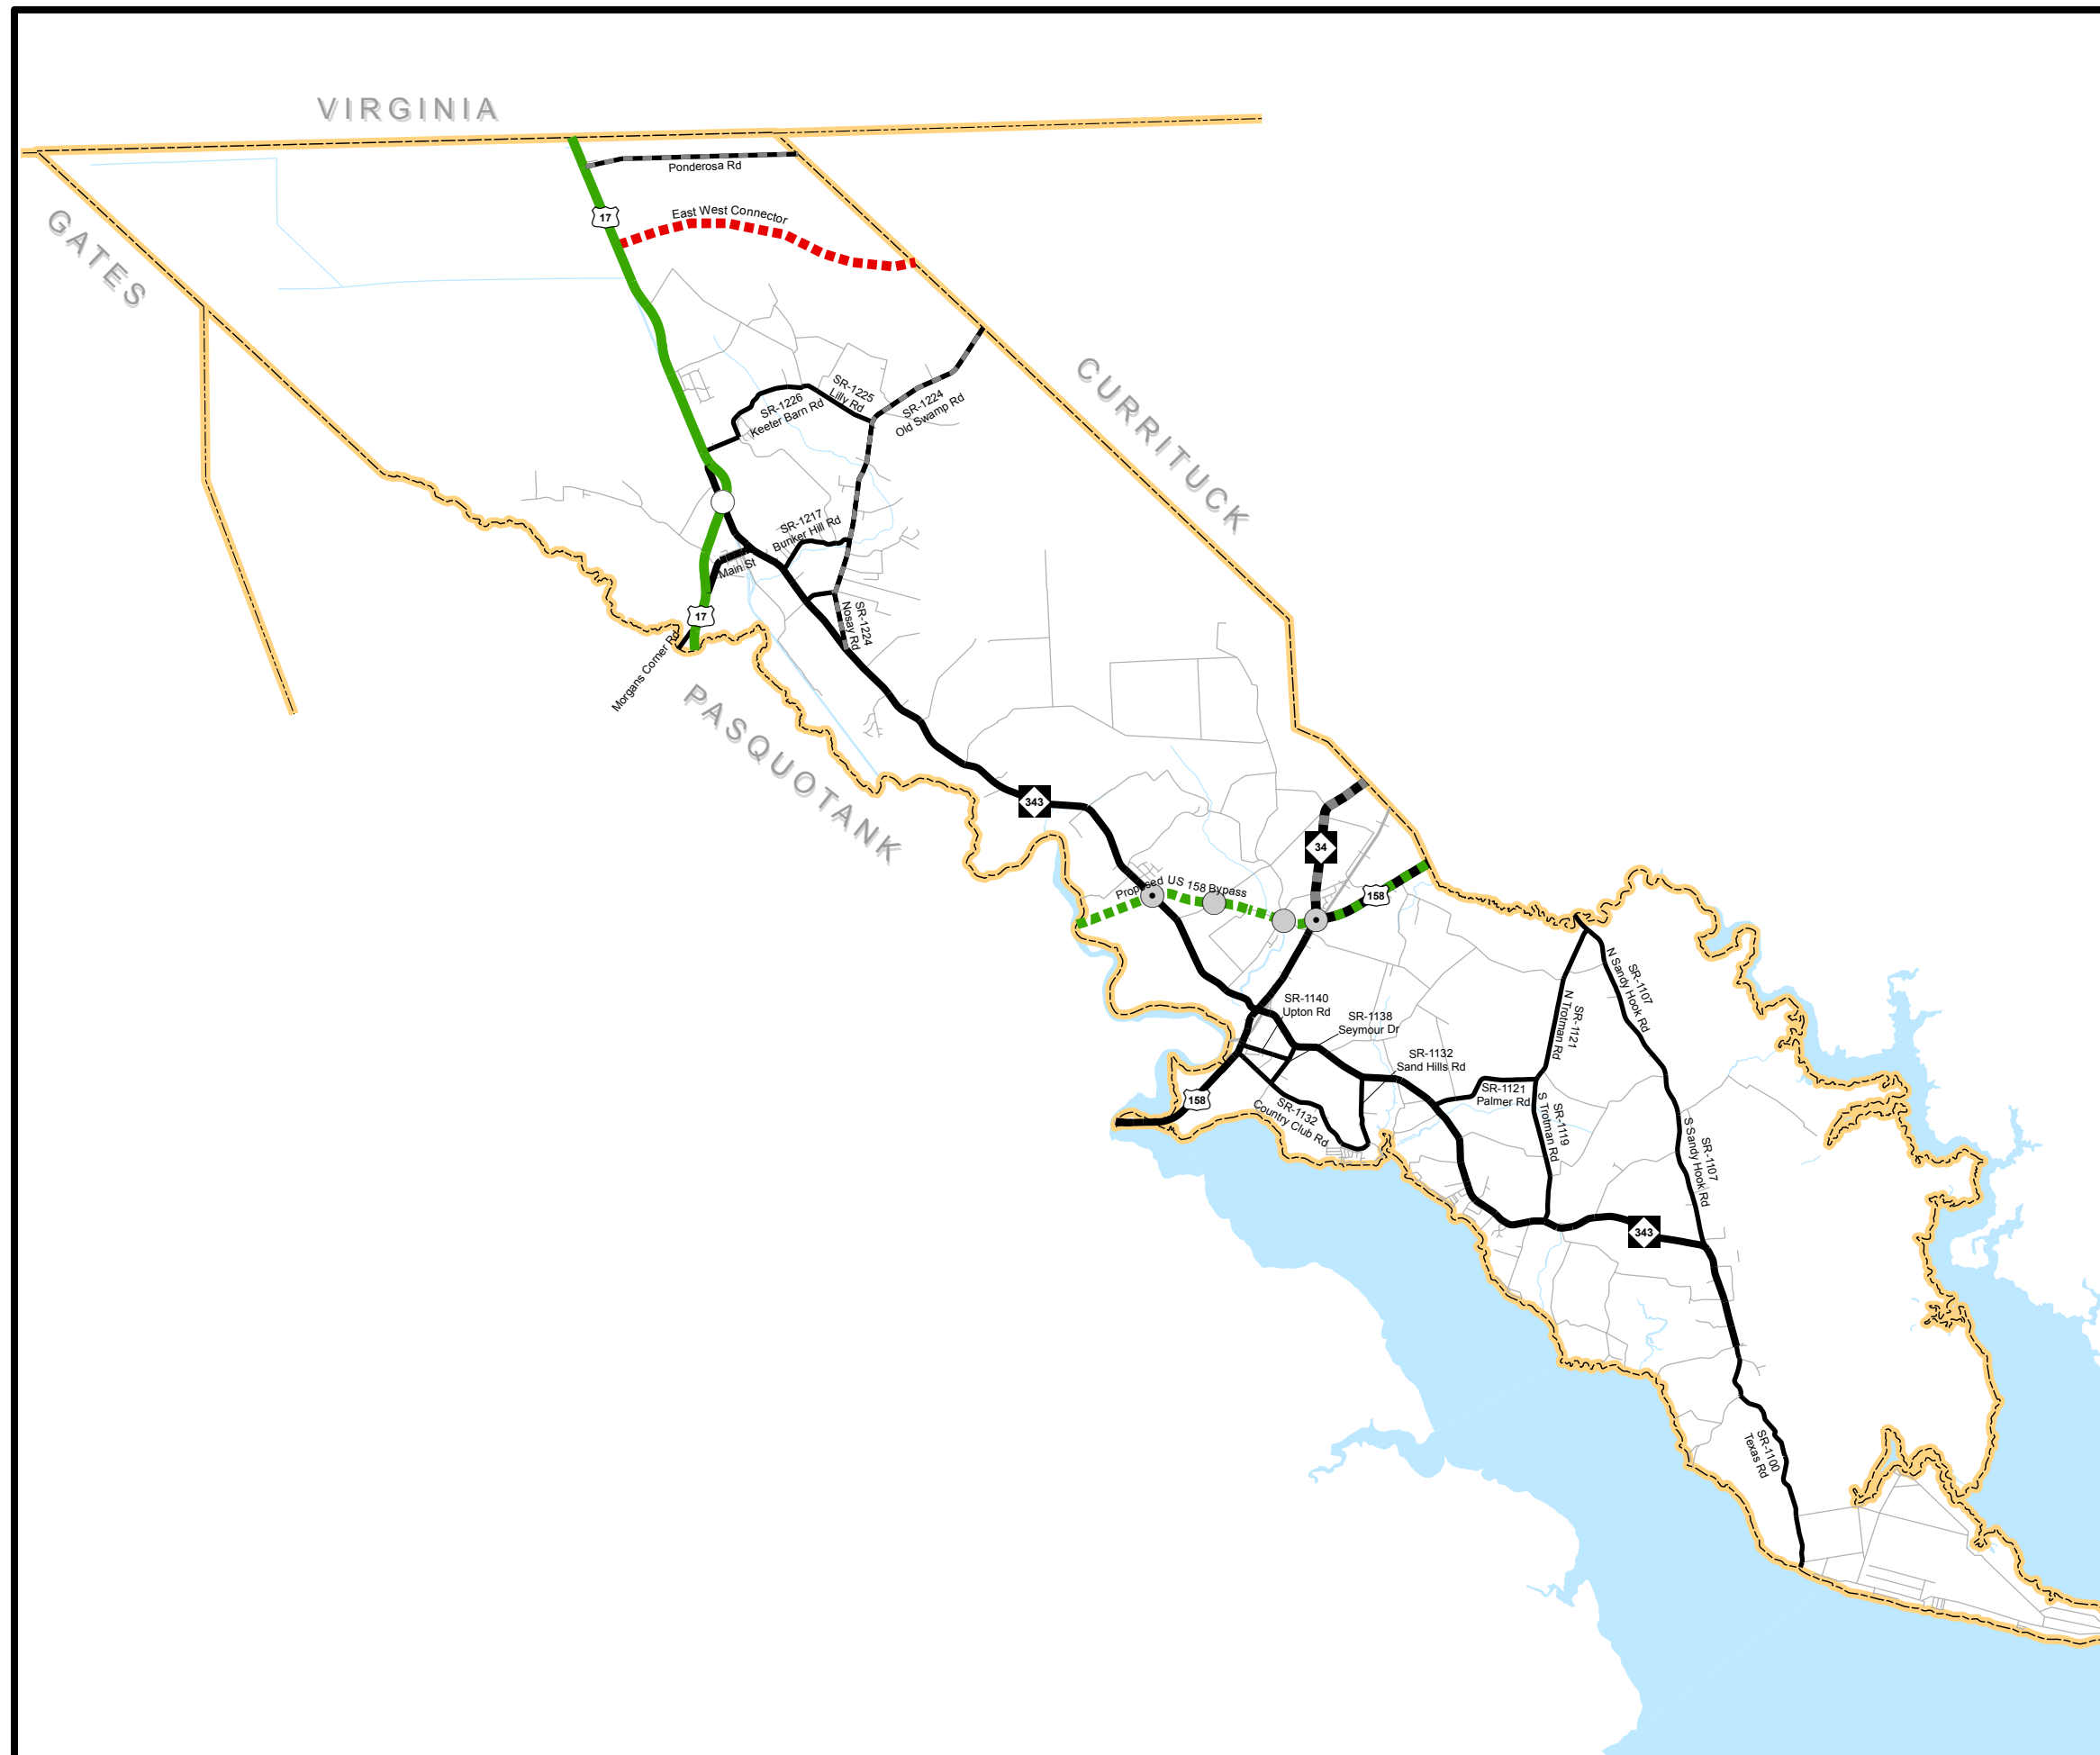 VIRGINIA
Ponderosa Rd
GATES
17
East West Connector
CURRITUCK
SR-1225
Lilly Rd
SR-1226
Keeter Barn Rd
SR-1224
Old Swamp Rd
SR-1217
Bunker Hill Rd
Main St
17
SR-1224
Nosay Rd
Morgans Corner Rd
PASQUOTANK
343
34
Proposed US 158 Bypass
158
SR-1107
N Sandy Hook Rd
SR-1121
N Trotman Rd
SR-1140
Upton Rd
SR-1138
Seymour Dr
SR-1132
Sand Hills Rd
SR-1121
Palmer Rd
158
SR-1132
Country Club Rd
SR-1119
S Trotman Rd
SR-1107
S Sandy Hook Rd
343
SR-1100
Texas Rd